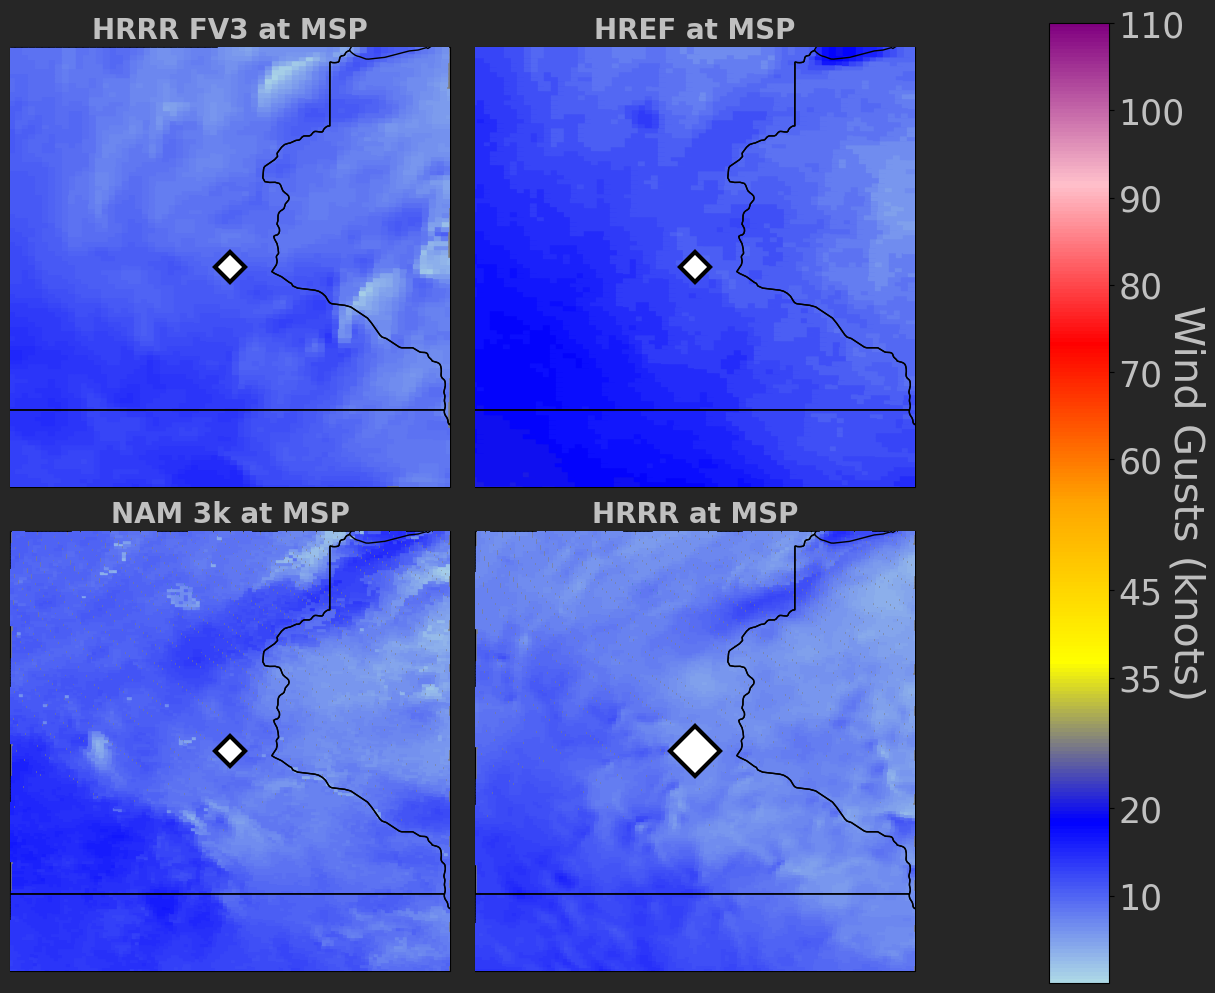 HRRR FV3 at MSP
HREF at MSP
NAM 3k at MSP
HRRR at MSP
110
100
90
80
70
60
45
35
20
10
Wind Gusts (knots)